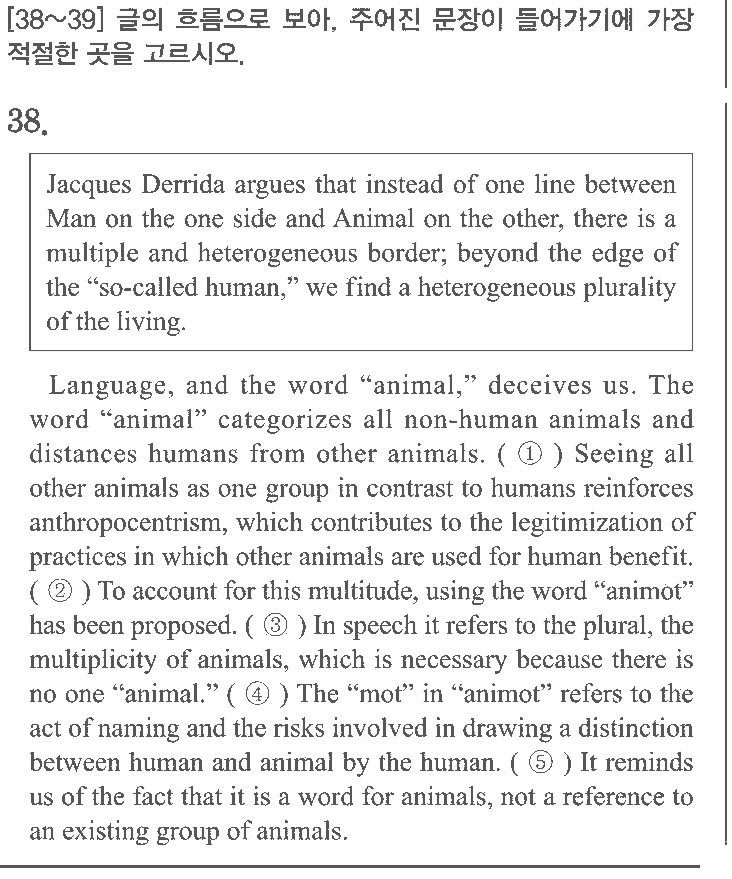 [38～39] 글의 흐름으로 보아, 주어진 문장이 들어가기에 가장
적절한 곳을 고르시오.
38.
Jacques Derrida argues that instead of one line between
Man on the one side and Animal on the other, there is a
multiple and heterogeneous border; beyond the edge of
the “so-called human,” we find a heterogeneous plurality
of the living.
Language, and the word “animal,” deceives us. The
word “animal” categorizes all non-human animals and
distances humans from other animals. ( ① ) Seeing all
other animals as one group in contrast to humans reinforces
anthropocentrism, which contributes to the legitimization of
practices in which other animals are used for human benefit.
( ② ) To account for this multitude, using the word “animot”
has been proposed. ( ③ ) In speech it refers to the plural, the
multiplicity of animals, which is necessary because there is
no one “animal.” ( ④ ) The “mot” in “animot” refers to the
act of naming and the risks involved in drawing a distinction
between human and animal by the human. ( ⑤ ) It reminds
us of the fact that it is a word for animals, not a reference to
an existing group of animals.